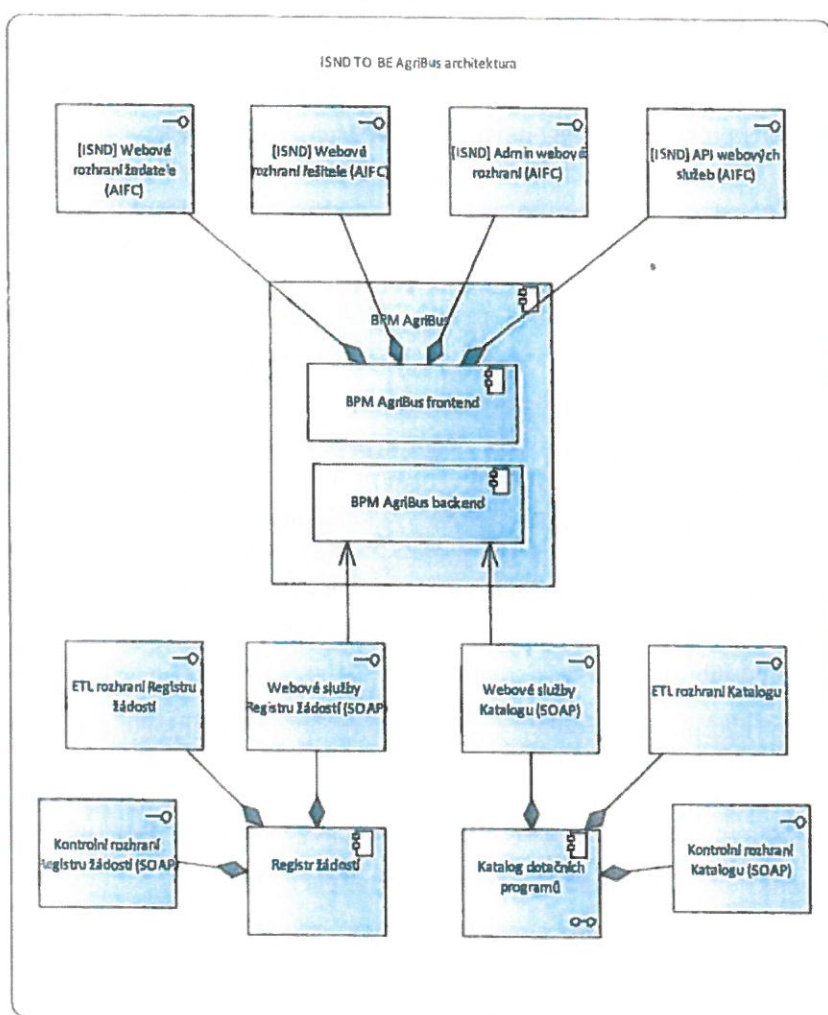 ISND TO BE AgriBus architektura
[ISND] Webové
rozhraní žadatele
(AIFC)
[ISND] Webové
rozhraní řešitele (AIFC)
[ISND] Admin webové
rozhraní (AIFC)
[ISND] API webových
služeb (AIFC)
BPM AgriBus
BPM AgriBus frontend
BPM AgriBus backend
ETL rozhraní Registru
žádostí
Webové služby
Registru žádostí (SOAP)
Webové služby
Katalogu (SOAP)
ETL rozhraní Katalogu
Kontrolní rozhraní
Registru žádostí (SOAP)
Registr žádostí
Katalog dotačních
programů
Kontrolní rozhraní
Katalogu (SOAP)